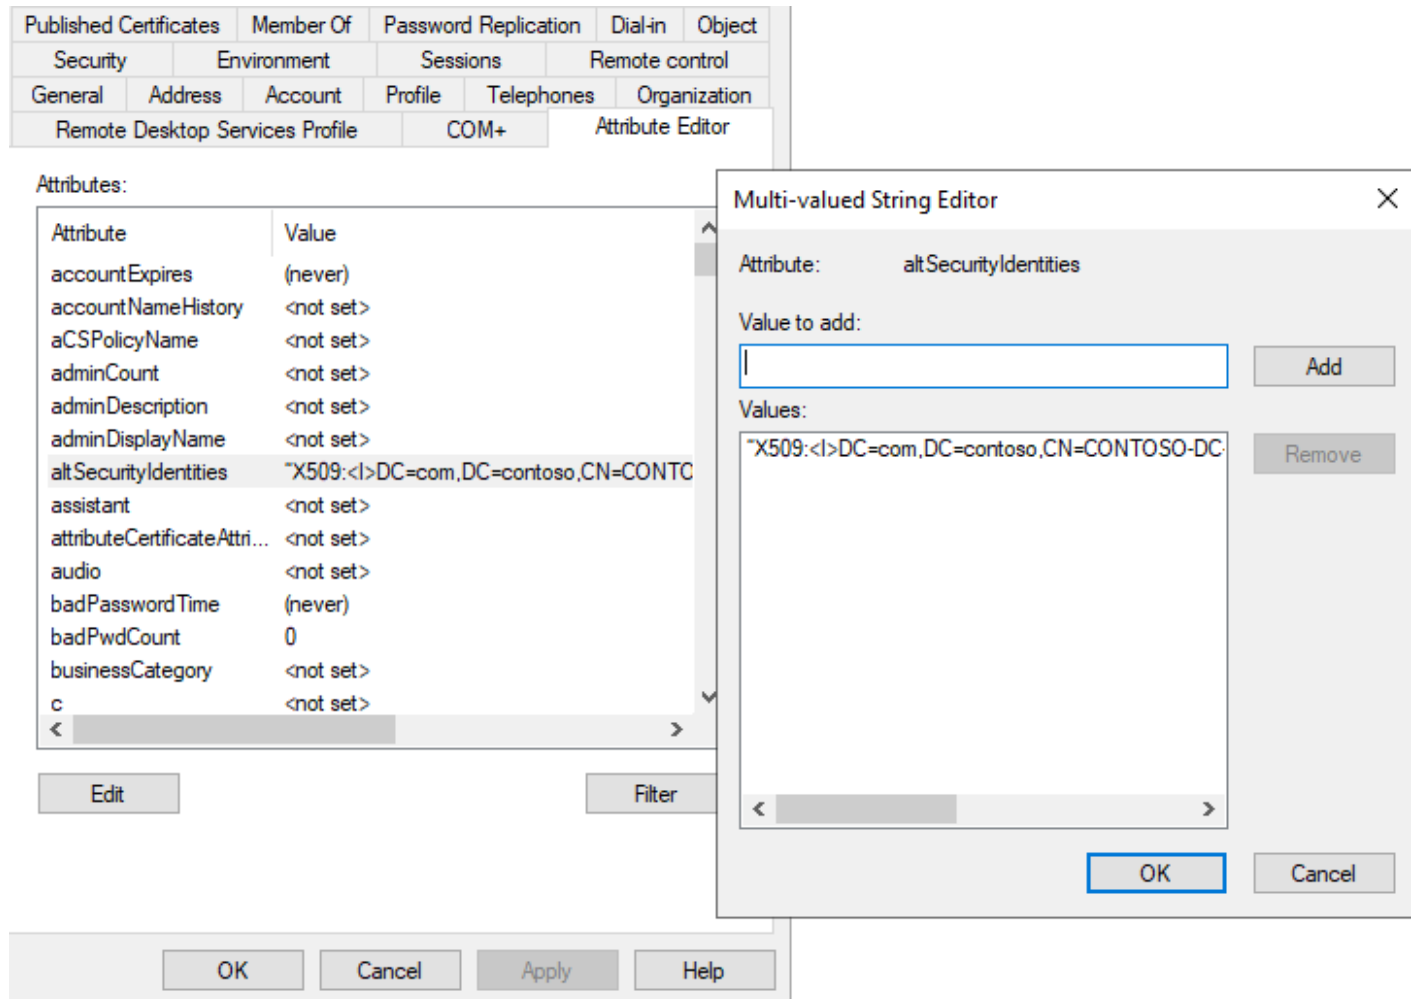 Published Certificates Member Of Password Replication Dial-in Object
Security Environment Sessions Remote control
General Address Account Profile Telephones Organization
Remote Desktop Services Profile COM+ Attribute Editor
Attributes:
Attribute Value
accountExpires (never)
accountNameHistory <not set>
aCSPolicyName <not set>
adminCount <not set>
adminDescription <not set>
adminDisplayName <not set>
altSecurityIdentities "X509:<I>DC=com,DC=contoso,CN=CONTO
assistant <not set>
attributeCertificateAttri... <not set>
audio <not set>
badPasswordTime (never)
badPwdCount 0
businessCategory <not set>
c <not set>
Edit Filter
OK Cancel Apply Help
Multi-valued String Editor
Attribute: altSecurityIdentities
Value to add:
Add
Values:
"X509:<I>DC=com,DC=contoso,CN=CONTOSO-DC-
Remove
OK Cancel